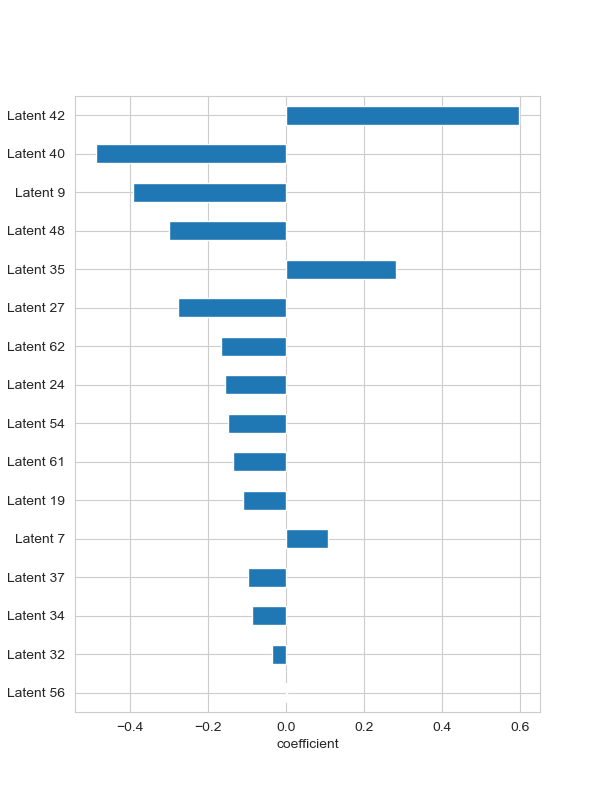 Latent 42
Latent 40
Latent 9
Latent 48
Latent 35
Latent 27
Latent 62
Latent 24
Latent 54
Latent 61
Latent 19
Latent 7
Latent 37
Latent 34
Latent 32
Latent 56
−0.4 −0.2 0.0 0.2 0.4 0.6
coefficient